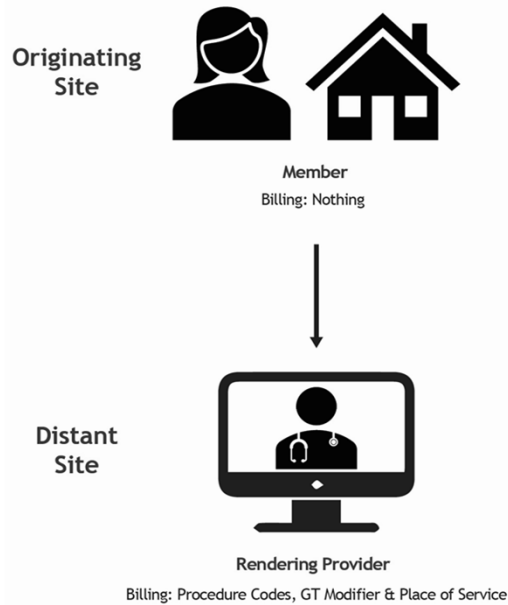 Originating
Site
Member
Billing: Nothing
Distant
Site
Rendering Provider
Billing: Procedure Codes, GT Modifier & Place of Service